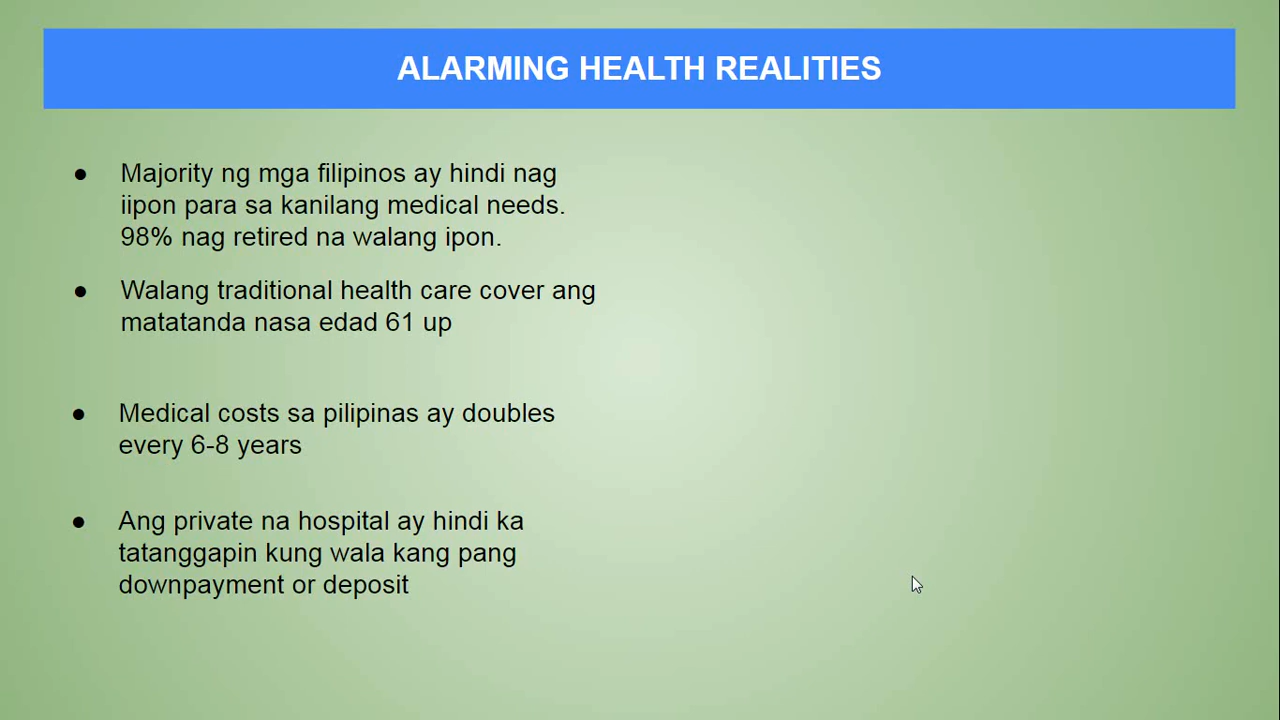 ALARMING HEALTH REALITIES
● Majority ng mga filipinos ay hindi nag
iipon para sa kanilang medical needs.
98% nag retired na walang ipon.
● Walang traditional health care cover ang
matatanda nasa edad 61 up
● Medical costs sa pilipinas ay doubles
every 6-8 years
● Ang private na hospital ay hindi ka
tatanggapin kung wala kang pang
downpayment or deposit